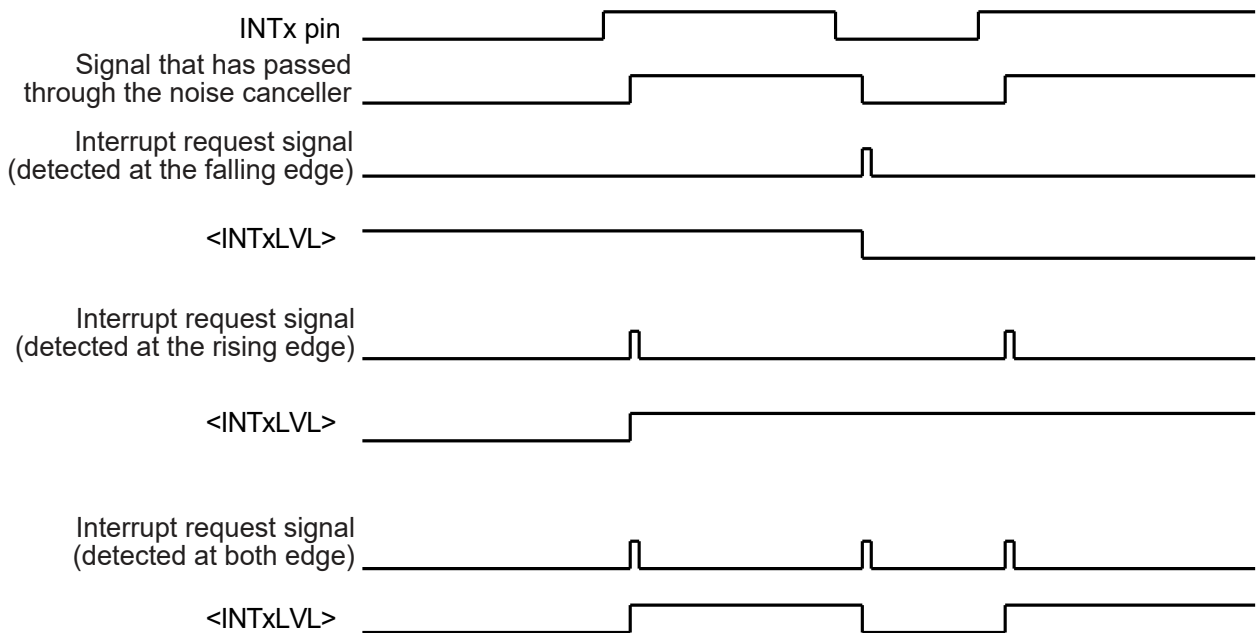 INTx pin
Signal that has passed
through the noise canceller
Interrupt request signal
(detected at the falling edge)
<INTxLVL>
Interrupt request signal
(detected at the rising edge)
<INTxLVL>
Interrupt request signal
(detected at both edge)
<INTxLVL>